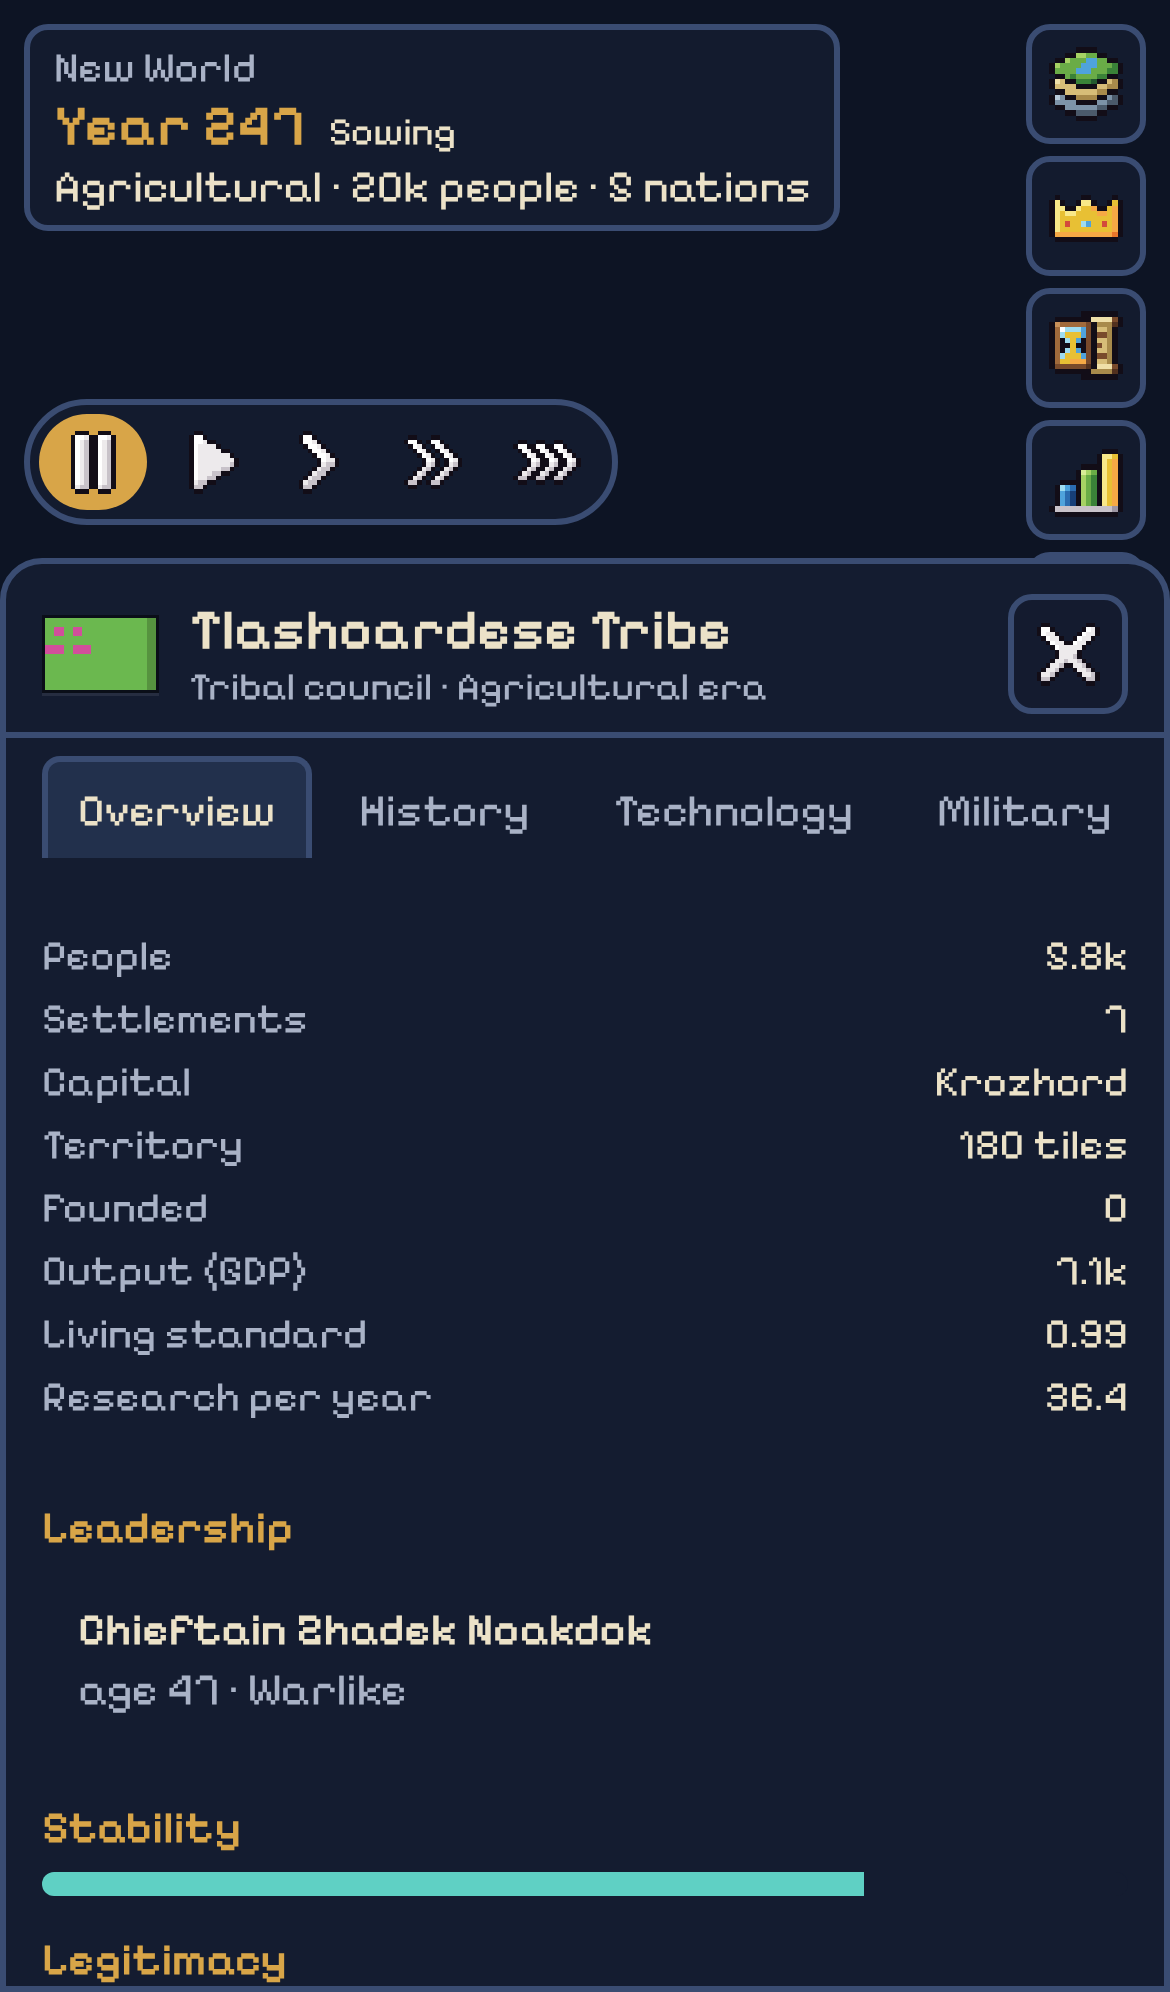 New World
Year 247 Sowing
Agricultural · 20k people · 5 nations
Tlashoardese Tribe
Tribal council · Agricultural era
Overview History Technology Military
People 5.8k
Settlements 7
Capital Krozhord
Territory 180 tiles
Founded 0
Output (GDP) 7.1k
Living standard 0.99
Research per year 36.4
Leadership
Chieftain Zhadek Noakdok
age 47 · Warlike
Stability
Legitimacy